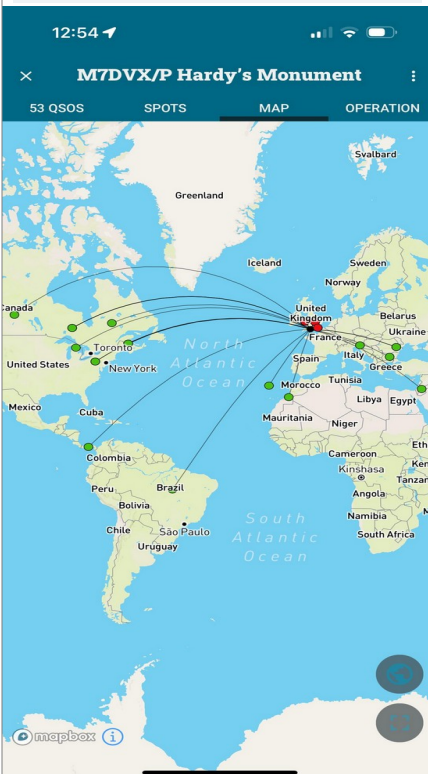 12:54
M7DVX/P Hardy's Monument
53 QSOS SPOTS MAP OPERATION
Svalbard
Greenland
Iceland
Sweden
Norway
Canada
United
Kingdom
Belarus
Ukraine
France
Toronto
North
Atlantic
Ocean
New York
United States
Spain
Italy
Greece
Morocco
Tunisia
Mexico
Cuba
Libya
Egypt
Mauritania
Niger
Colombia
Cameroon
Eth
Ken
Kinshasa
Peru
Brazil
Tanzan
Bolivia
Angola
Chile
São Paulo
South
Atlantic
Ocean
Namibia
M
Uruguay
South Africa
mapbox